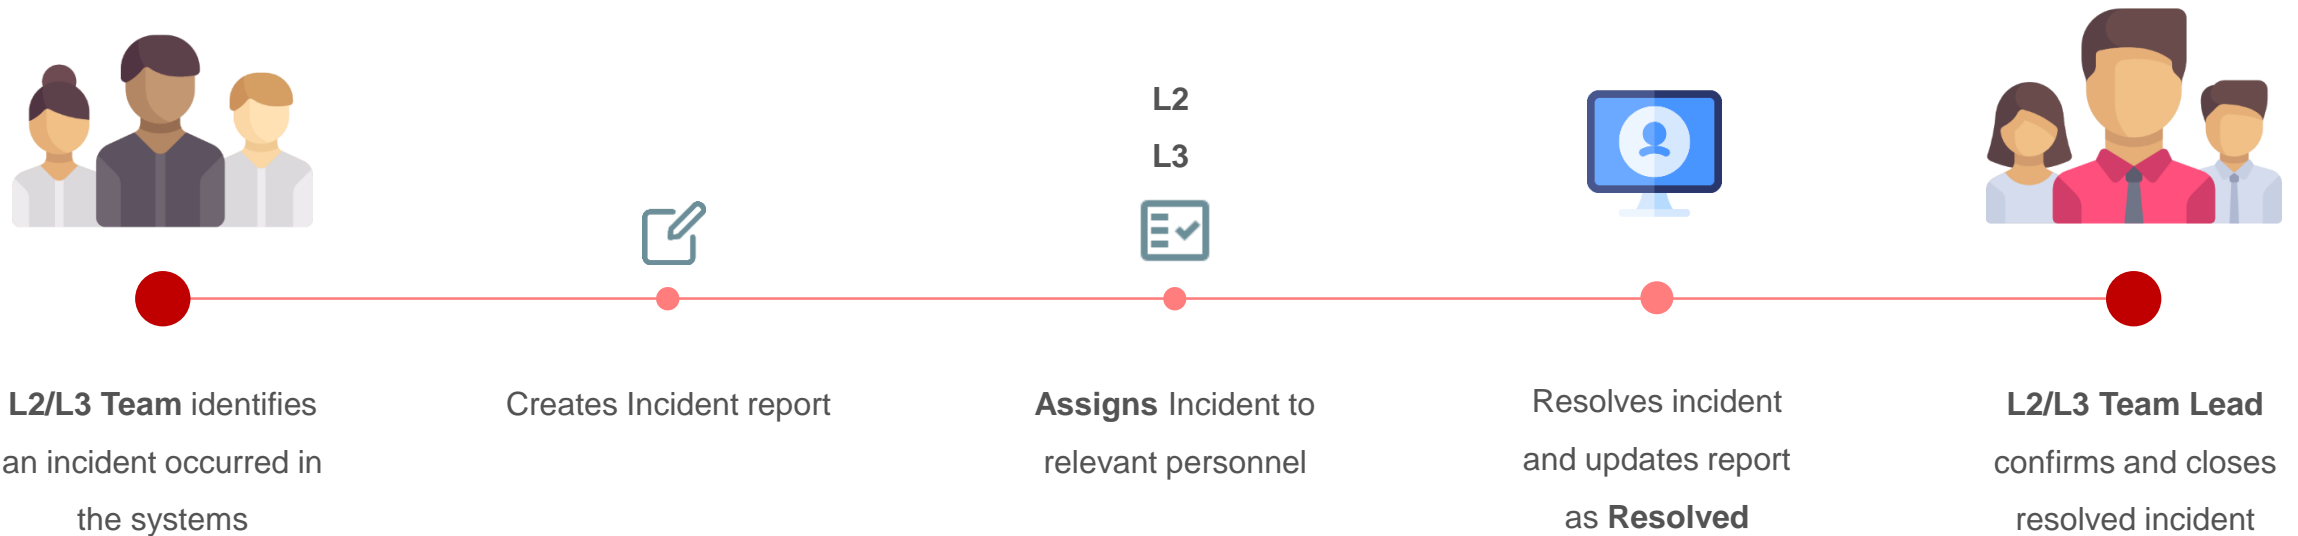 L2
L3
L2/L3 Team identifies
an incident occurred in
the systems
Creates Incident report
Assigns Incident to
relevant personnel
Resolves incident
and updates report
as Resolved
L2/L3 Team Lead
confirms and closes
resolved incident